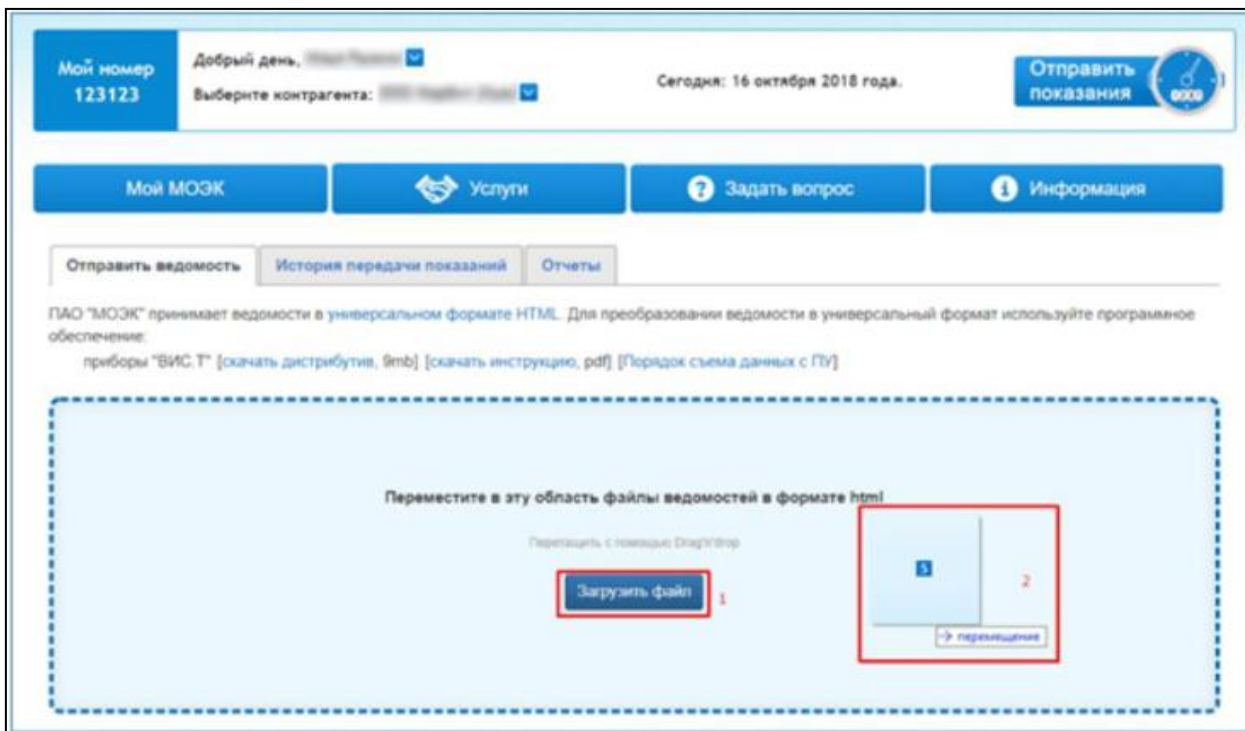 Мой номер
123123
Добрый день,
Выберите контрагента:
Сегодня: 16 октября 2018 года.
Отправить
показания
Мой МОЭК
Услуги
? Задать вопрос
i Информация
Отправить ведомость
История передачи показаний
Отчеты
ПАО "МОЭК" принимает ведомости в универсальном формате HTML. Для преобразовании ведомости в универсальный формат используйте программное
обеспечение:
приборы "ВИС.Т" [скачать дистрибутив, 9mb] [скачать инструкцию, pdf] [Порядок съема данных с ПУ]
Переместите в эту область файлы ведомостей в формате html
Перетащить с помощью Drag'n'drop
Загрузить файл
1
5
2
→ перемещение